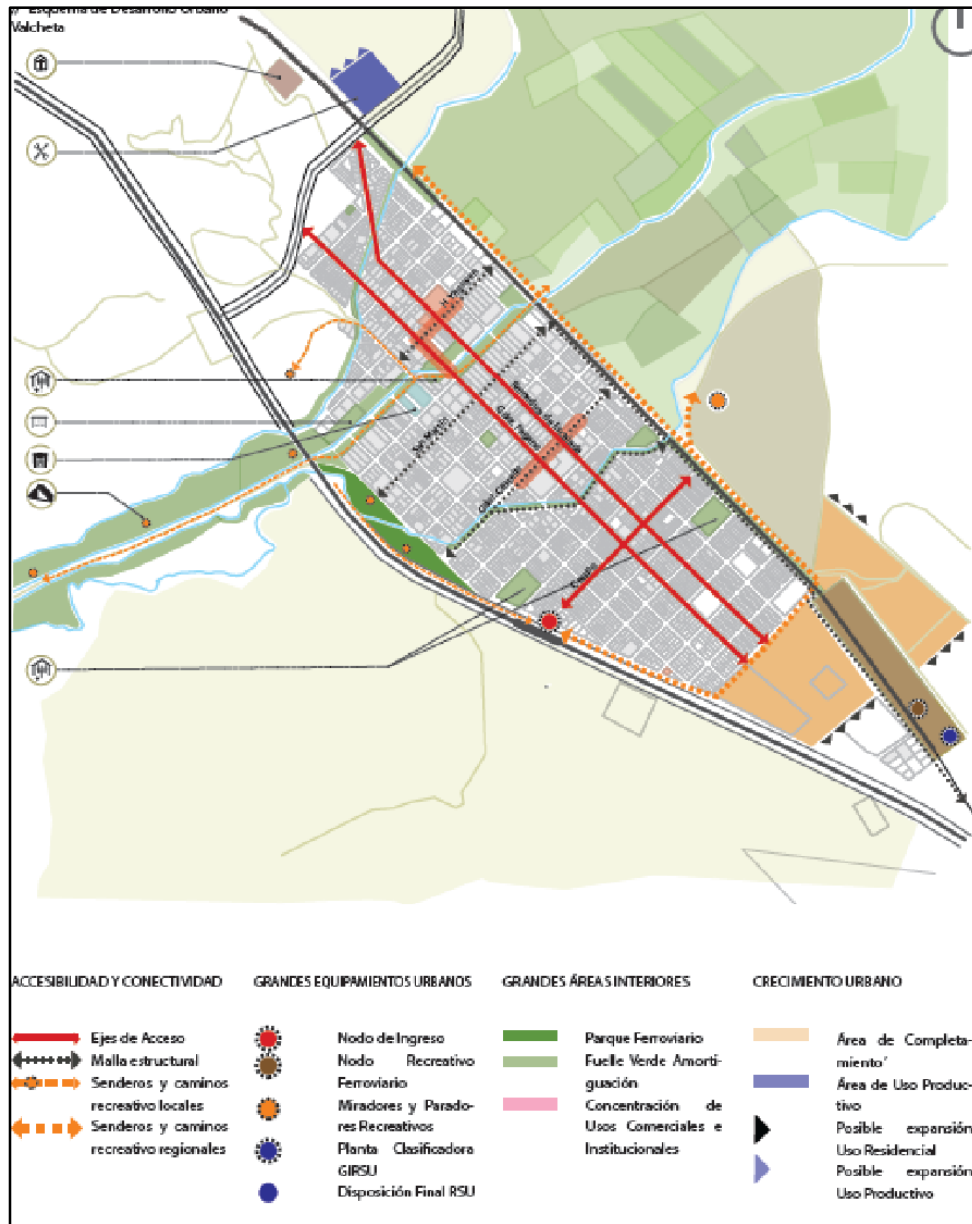 // Esquema de Desarrollo Urbano
Valcheta
San Martín
ACCESIBILIDAD Y CONECTIVIDAD
Ejes de Acceso
Malla estructural
Senderos y caminos
recreativo locales
Senderos y caminos
recreativo regionales
GRANDES EQUIPAMIENTOS URBANOS
Nodo de Ingreso
Nodo Recreativo
Ferroviario
Miradores y Parado-
res Recreativos
Planta Clasificadora
GIRSU
Disposición Final RSU
GRANDES ÁREAS INTERIORES
Parque Ferroviario
Fuelle Verde Amorti-
guación
Concentración de
Usos Comerciales e
Institucionales
CRECIMIENTO URBANO
Área de Completa-
miento'
Área de Uso Produc-
tivo
Posible expansión
Uso Residencial
Posible expansión
Uso Productivo